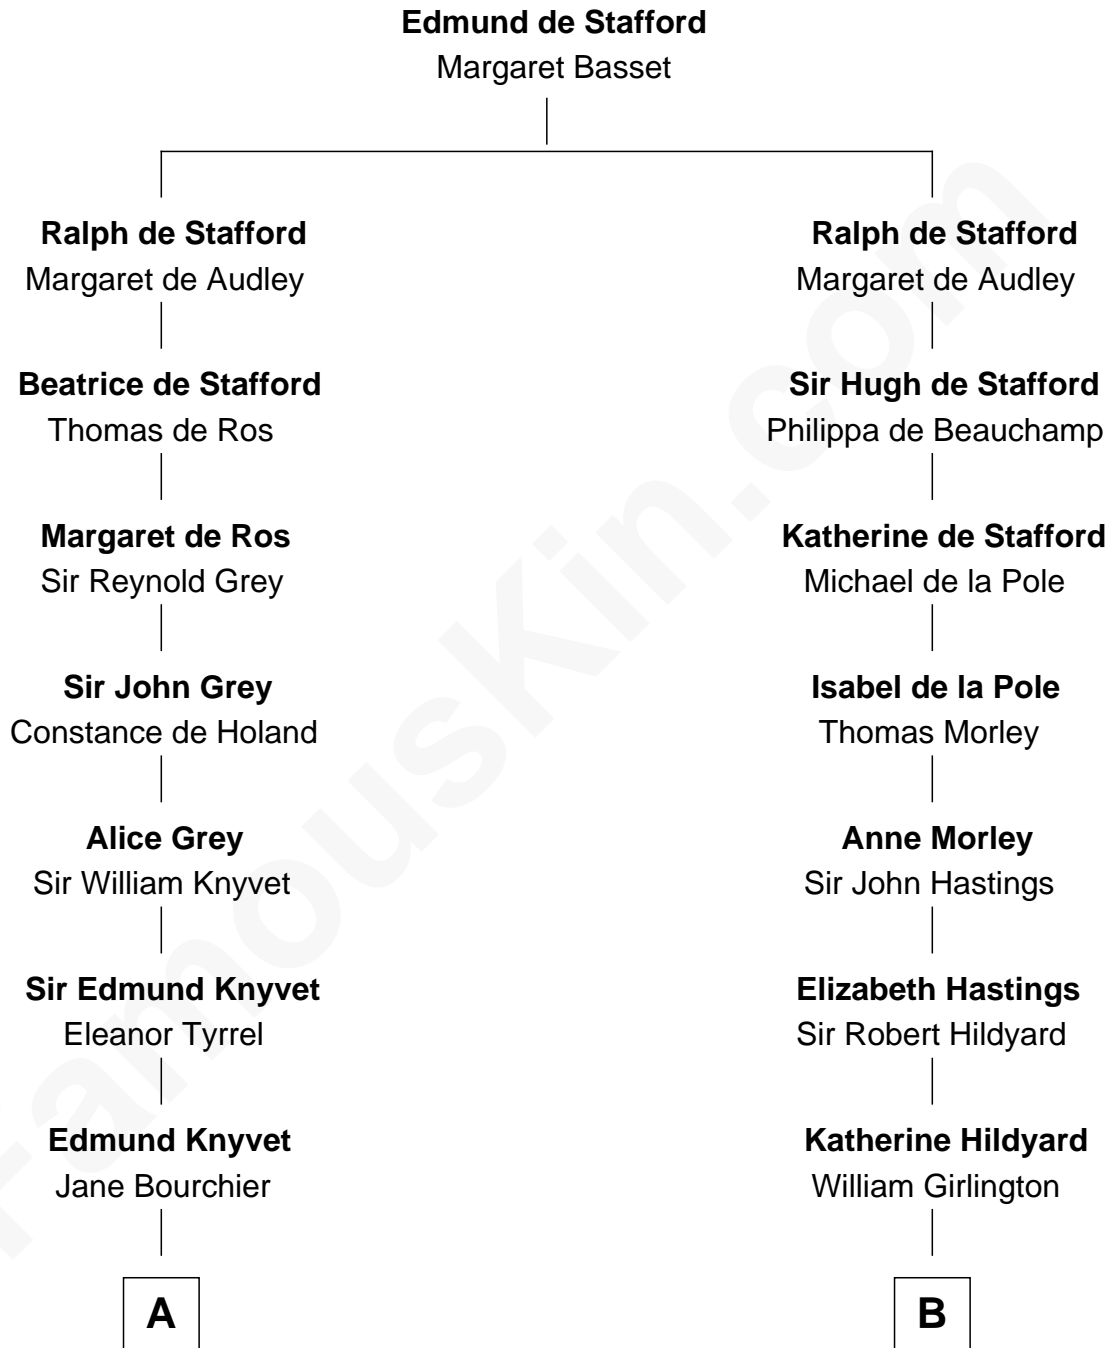 Edmund de Stafford
Margaret Basset
Ralph de Stafford
Margaret de Audley
Ralph de Stafford
Margaret de Audley
Beatrice de Stafford
Thomas de Ros
Sir Hugh de Stafford
Philippa de Beauchamp
Margaret de Ros
Sir Reynold Grey
Katherine de Stafford
Michael de la Pole
Sir John Grey
Constance de Holand
Isabel de la Pole
Thomas Morley
Alice Grey
Sir William Knyvet
Anne Morley
Sir John Hastings
Sir Edmund Knyvet
Eleanor Tyrrel
Elizabeth Hastings
Sir Robert Hildyard
Edmund Knyvet
Jane Bourchier
Katherine Hildyard
William Girlington
A
B
FamousKin.com